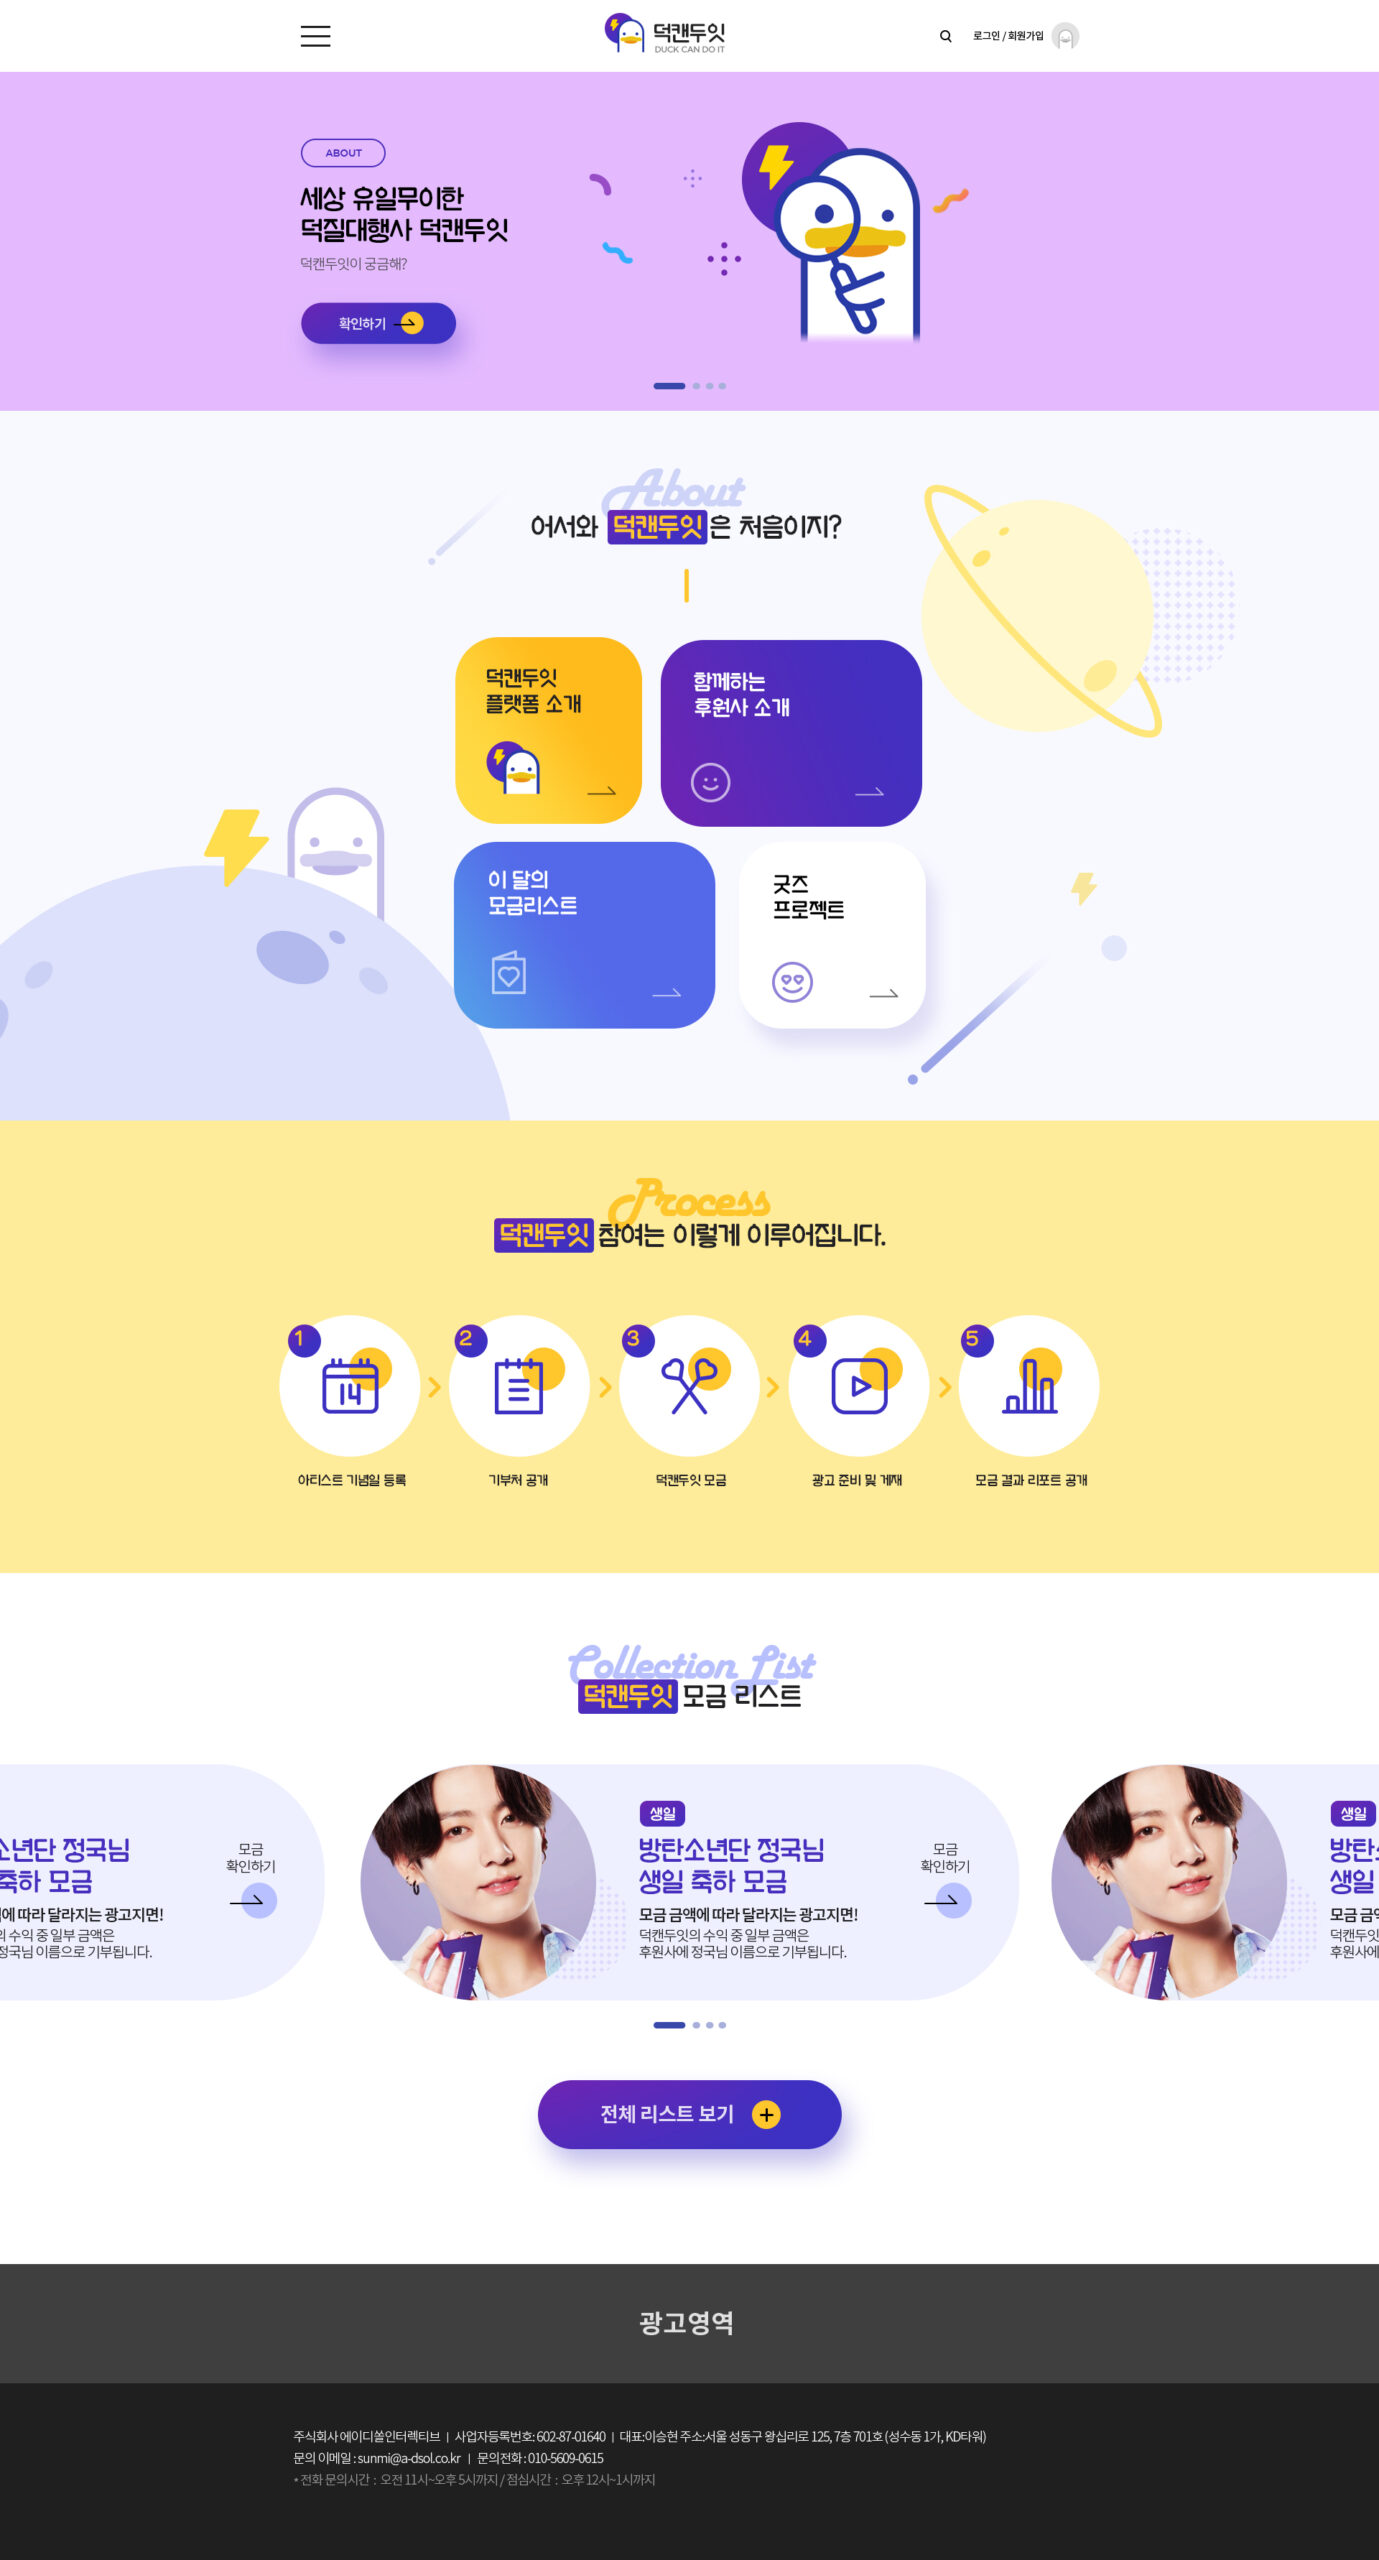 덕캔두잇
DUCK CAN DO IT
로그인 / 회원가입
ABOUT
세상 유일무이한
덕질대행사 덕캔두잇
덕캔두잇이 궁금해?
확인하기
About
어서와 덕캔두잇은 처음이지?
덕캔두잇
플랫폼 소개
함께하는
후원사 소개
이 달의
모금리스트
굿즈
프로젝트
Process
덕캔두잇 참여는 이렇게 이루어집니다.
1
2
3
4
5
14
아티스트 기념일 등록
기부처 공개
덕캔두잇 모금
광고 준비 및 게재
모금 결과 리포트 공개
Collection List
덕캔두잇 모금 리스트
소년단 정국님
축하 모금
에 따라 달라지는 광고지면!
의 수익 중 일부 금액은
정국님 이름으로 기부됩니다.
모금
확인하기
생일
방탄소년단 정국님
생일 축하 모금
모금 금액에 따라 달라지는 광고지면!
덕캔두잇의 수익 중 일부 금액은
후원사에 정국님 이름으로 기부됩니다.
모금
확인하기
생일
방탄
생일
모금 금액
덕캔두잇
후원사에
전체 리스트 보기
광고영역
주식회사 에이디쏠인터렉티브 | 사업자등록번호: 602-87-01640 | 대표:이승현 주소:서울 성동구 왕십리로 125, 7층 701호 (성수동 1가, KD타워)
문의 이메일 : sunmi@a-dsol.co.kr | 문의전화 : 010-5609-0615
* 전화 문의시간 : 오전 11시~오후 5시까지 / 점심시간 : 오후 12시~1시까지